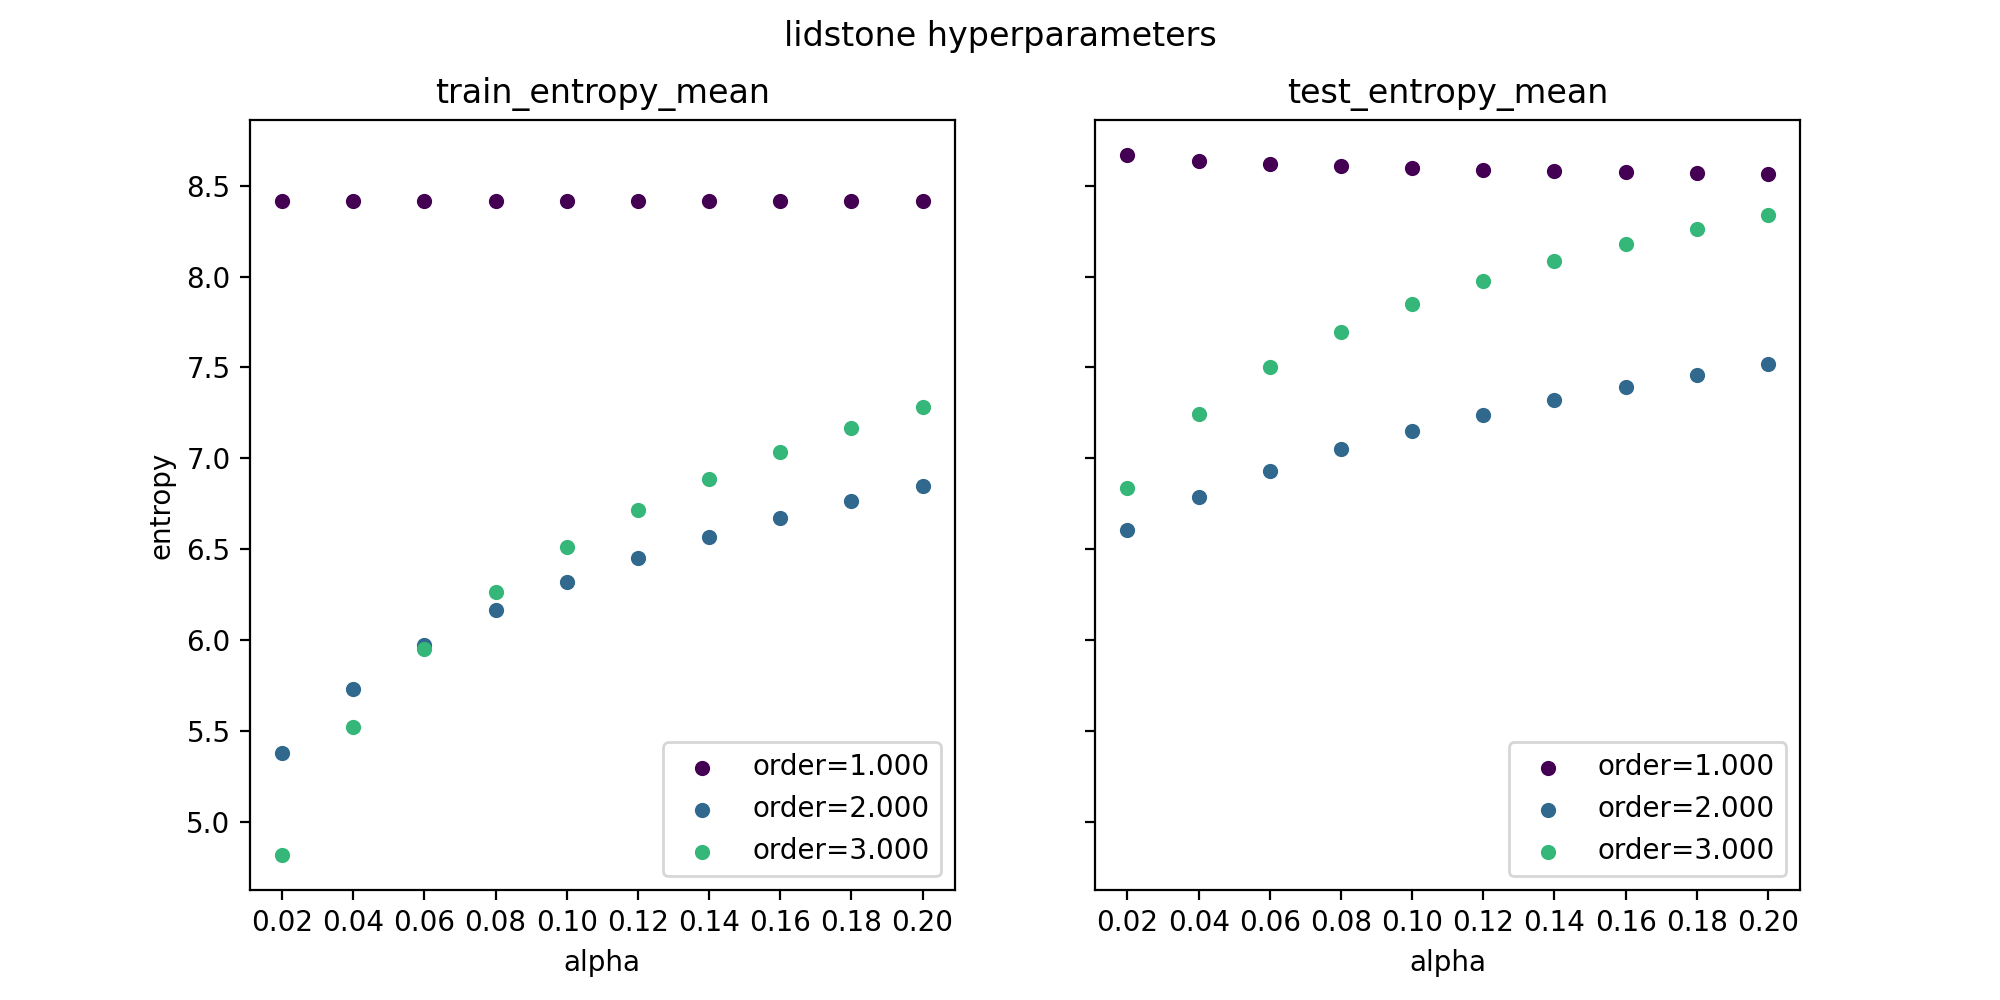 lidstone hyperparameters
train_entropy_mean
entropy
8.5
8.0
7.5
7.0
6.5
6.0
5.5
5.0
order=1.000
order=2.000
order=3.000
0.02 0.04 0.06 0.08 0.10 0.12 0.14 0.16 0.18 0.20
alpha
test_entropy_mean
order=1.000
order=2.000
order=3.000
0.02 0.04 0.06 0.08 0.10 0.12 0.14 0.16 0.18 0.20
alpha